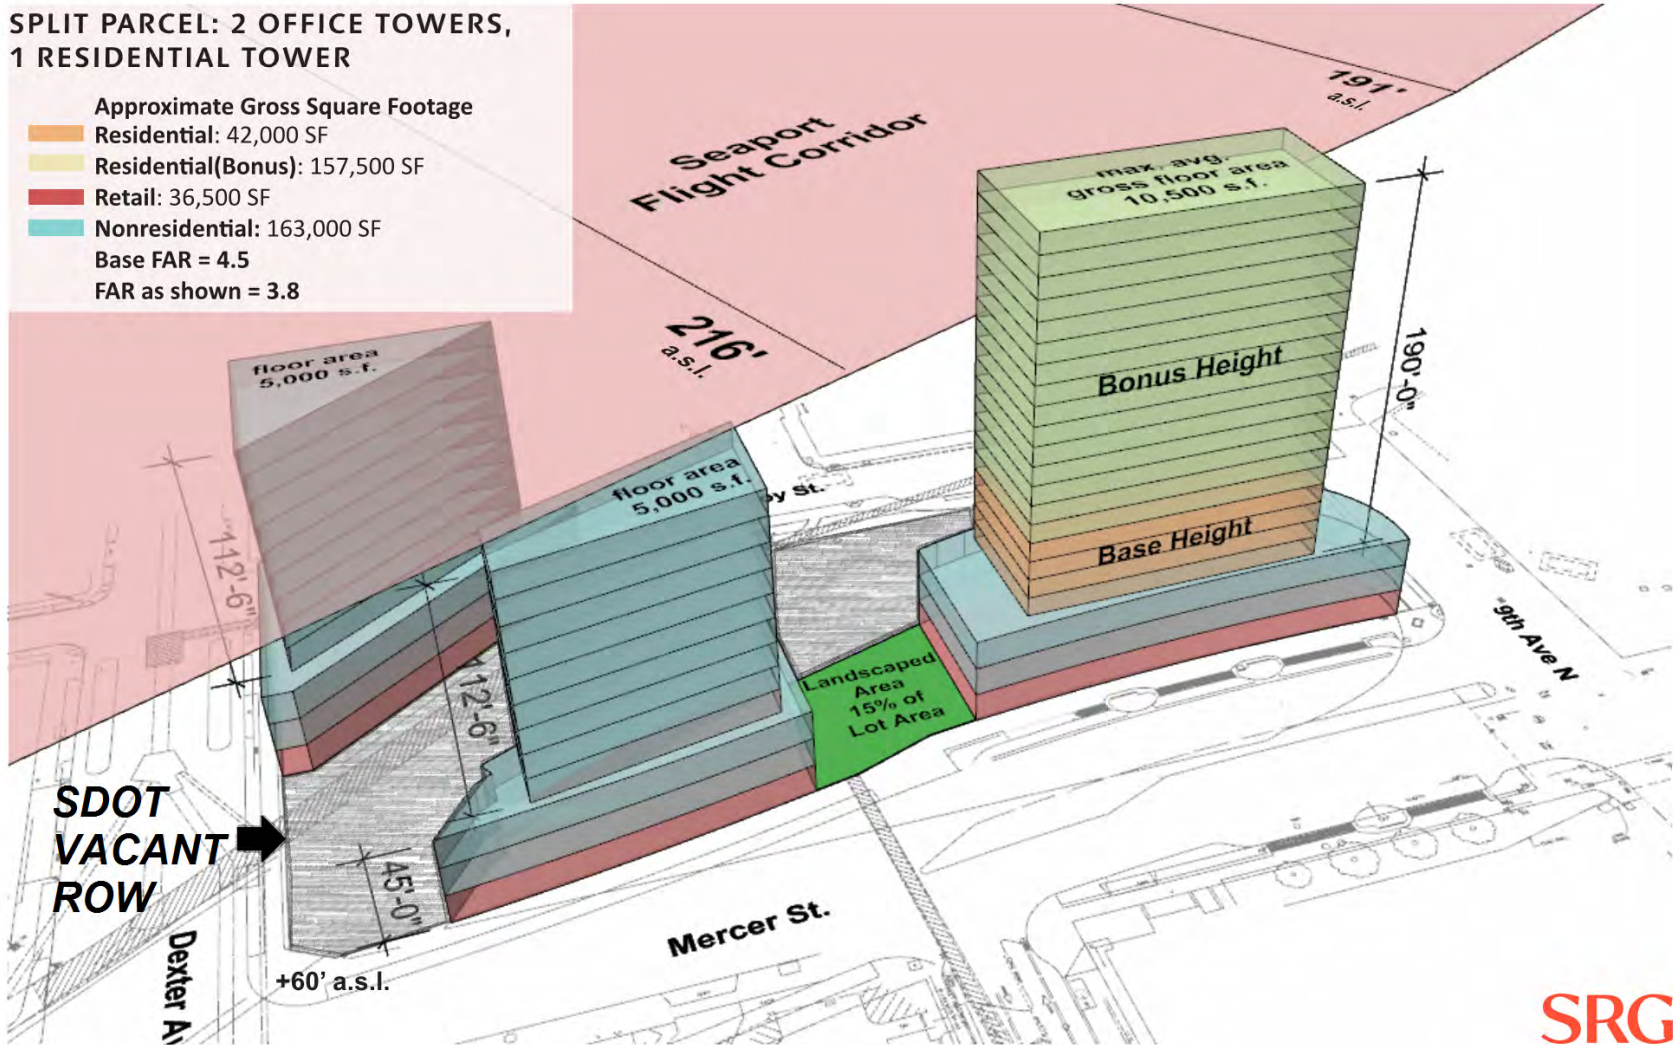 SPLIT PARCEL: 2 OFFICE TOWERS,
1 RESIDENTIAL TOWER
Approximate Gross Square Footage
Residential: 42,000 SF
Residential(Bonus): 157,500 SF
Retail: 36,500 SF
Nonresidential: 163,000 SF
Base FAR = 4.5
FAR as shown = 3.8
Seaport
Flight Corridor
191'
a.s.l.
216'
a.s.l.
max. avg.
gross floor area
10,500 s.f.
floor area
5,000 s.f.
floor area
5,000 s.f.
Bonus Height
190'-0"
Base Height
St.
112'-6"
12'-6"
Landscaped
Area
15% of
Lot Area
9th Ave N
SDOT
VACANT
ROW
45'-0"
Mercer St.
Dexter
+60' a.s.l.
SRG